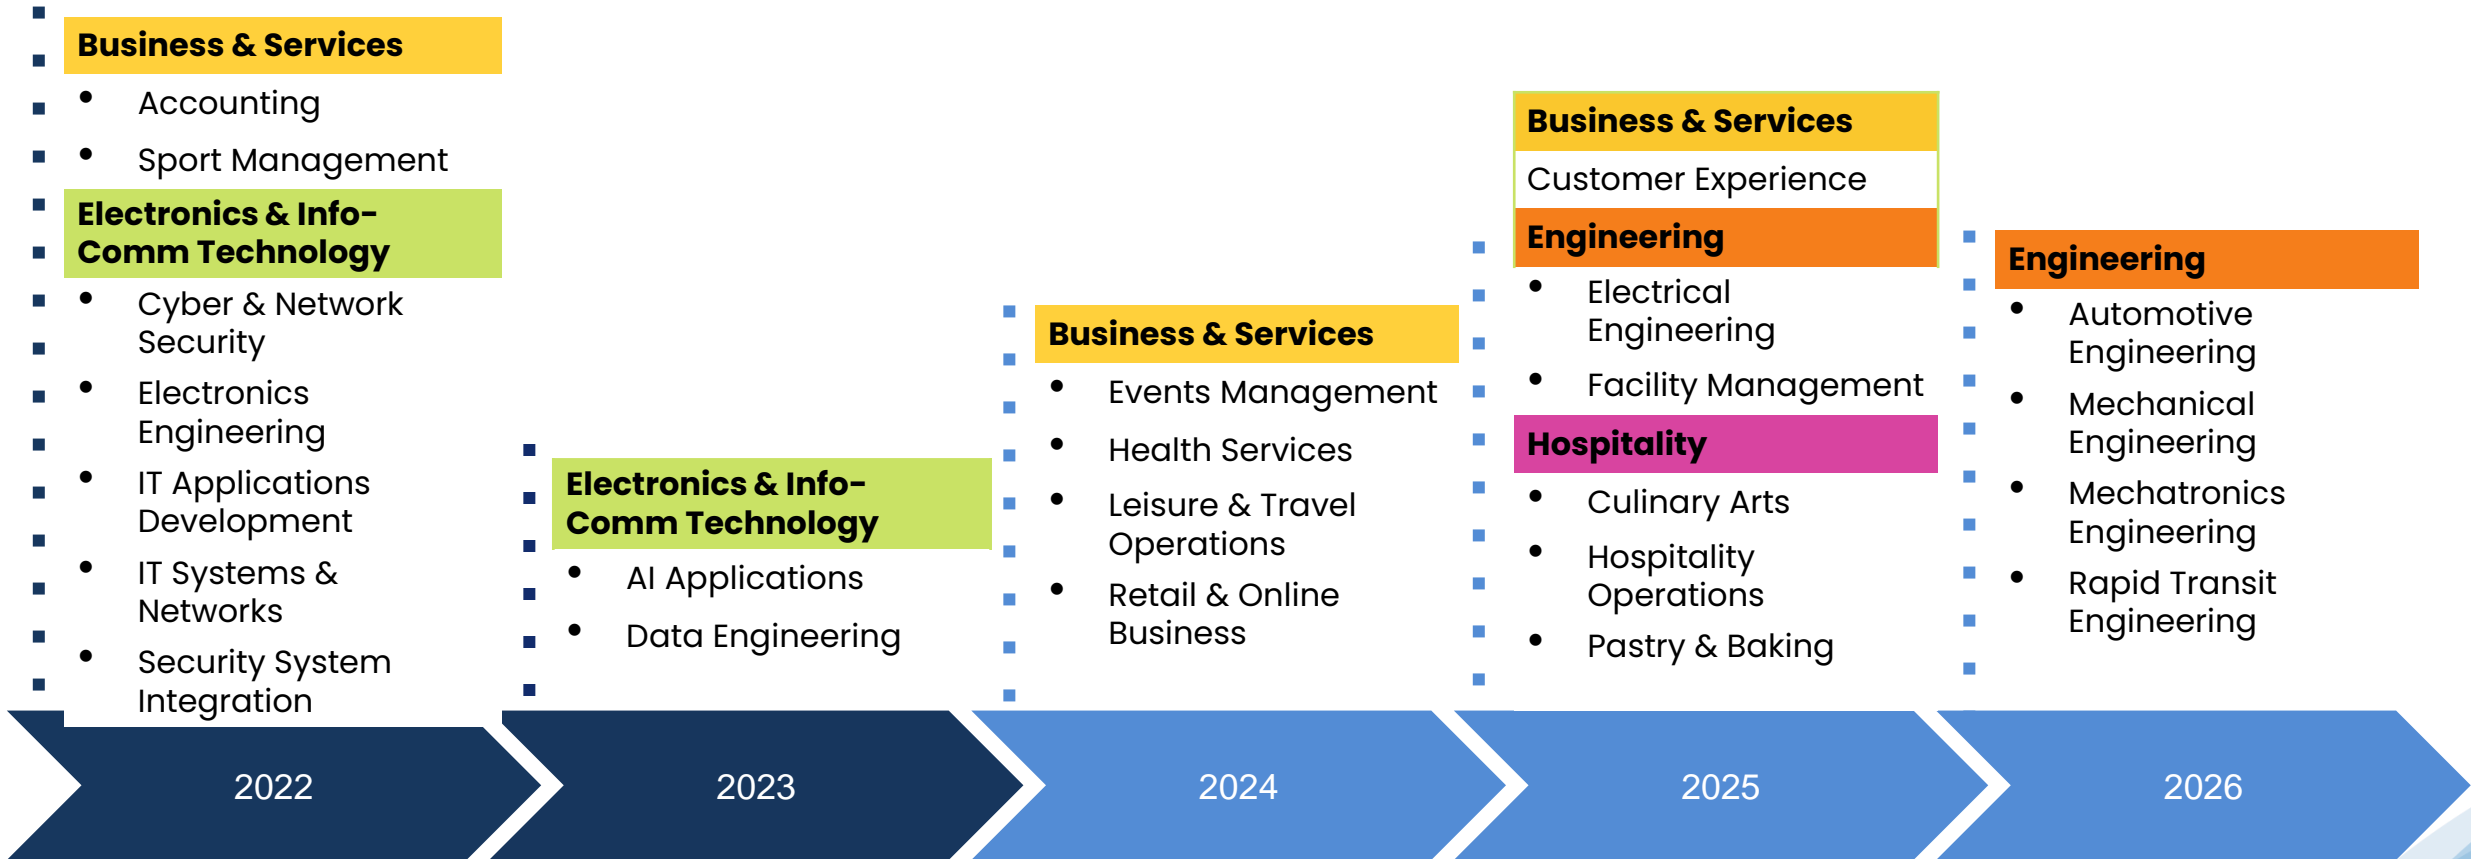 Business & Services
• Accounting
• Sport Management
Electronics & Info-
Comm Technology
• Cyber & Network
Security
• Electronics
Engineering
• IT Applications
Development
• IT Systems &
Networks
• Security System
Integration
2022
Electronics & Info-
Comm Technology
• AI Applications
• Data Engineering
2023
Business & Services
• Events Management
• Health Services
• Leisure & Travel
Operations
• Retail & Online
Business
2024
Business & Services
Customer Experience
Engineering
• Electrical
Engineering
• Facility Management
Hospitality
• Culinary Arts
• Hospitality
Operations
• Pastry & Baking
2025
Engineering
• Automotive
Engineering
• Mechanical
Engineering
• Mechatronics
Engineering
• Rapid Transit
Engineering
2026